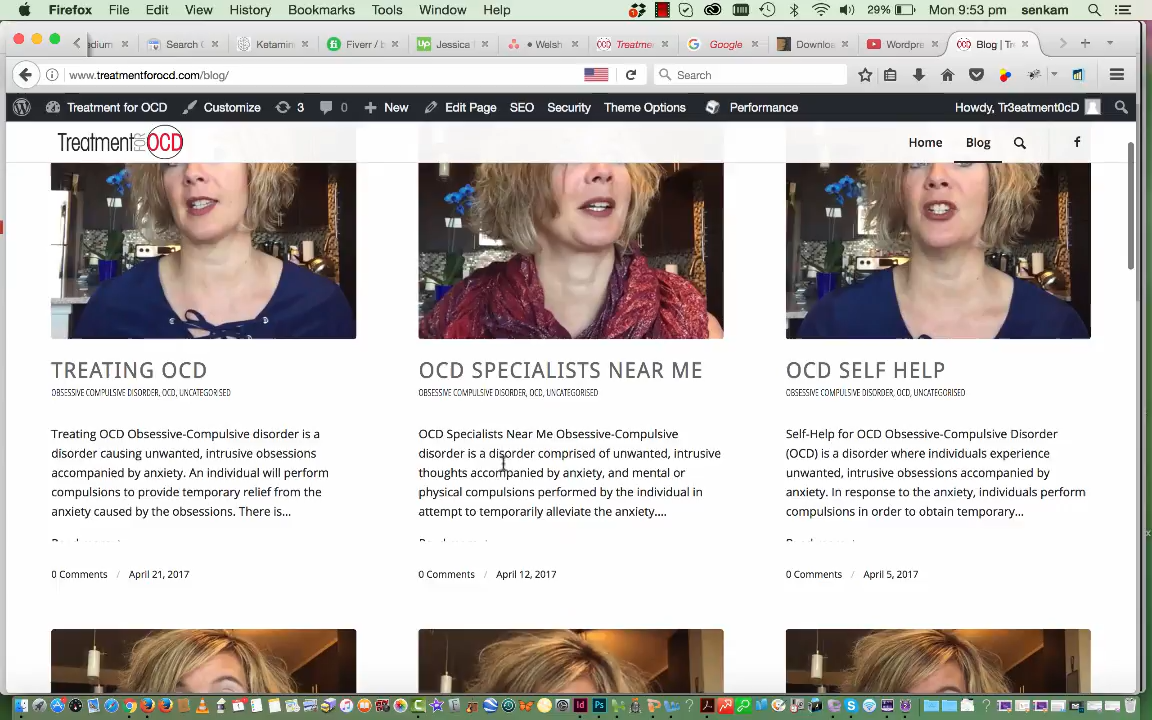 Firefox File Edit View History Bookmarks Tools Window Help 29% Mon 9:53 pm senkam
edium Search C Ketamin Fiverr / b Jessica Welsh Treatme Google Downloa Wordpre Blog | Tr
www.treatmentforocd.com/blog/ Search
Treatment for OCD Customize 3 0 New Edit Page SEO Security Theme Options Performance Howdy, Tr3eatment0cD
Treatment FOR OCD Home Blog
TREATING OCD
OBSESSIVE COMPULSIVE DISORDER, OCD, UNCATEGORISED
Treating OCD Obsessive-Compulsive disorder is a
disorder causing unwanted, intrusive obsessions
accompanied by anxiety. An individual will perform
compulsions to provide temporary relief from the
anxiety caused by the obsessions. There is...
0 Comments / April 21, 2017
OCD SPECIALISTS NEAR ME
OBSESSIVE COMPULSIVE DISORDER, OCD, UNCATEGORISED
OCD Specialists Near Me Obsessive-Compulsive
disorder is a disorder comprised of unwanted, intrusive
thoughts accompanied by anxiety, and mental or
physical compulsions performed by the individual in
attempt to temporarily alleviate the anxiety....
0 Comments / April 12, 2017
OCD SELF HELP
OBSESSIVE COMPULSIVE DISORDER, OCD, UNCATEGORISED
Self-Help for OCD Obsessive-Compulsive Disorder
(OCD) is a disorder where individuals experience
unwanted, intrusive obsessions accompanied by
anxiety. In response to the anxiety, individuals perform
compulsions in order to obtain temporary...
0 Comments / April 5, 2017